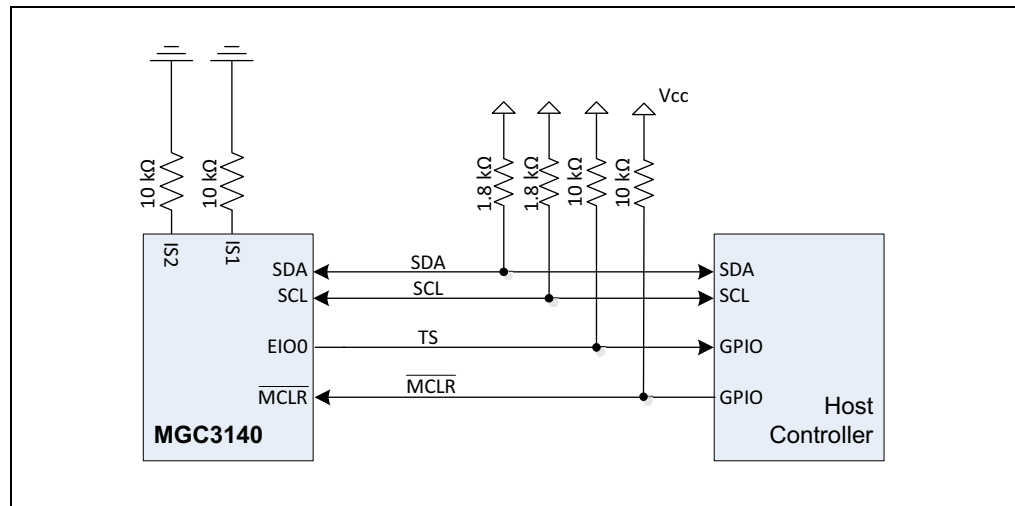 Vcc
10 kΩ
10 kΩ
1.8 kΩ
1.8 kΩ
10 kΩ
10 kΩ
IS2
IS1
SDA
SDA
SDA
SCL
SCL
SCL
EIO0
TS
GPIO
MCLR
MCLR
GPIO
MGC3140
Host
Controller